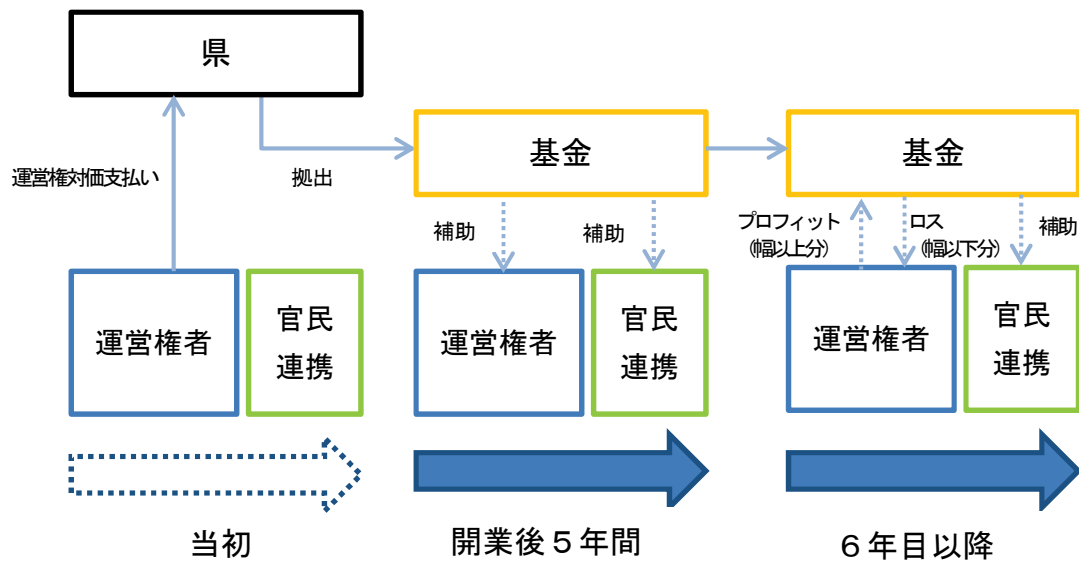 県
運営権対価支払い
拠出
基金
基金
補助
補助
プロフィット
(幅以上分)
ロス
(幅以下分)
補助
運営権者
官民
連携
運営権者
官民
連携
運営権者
官民
連携
当初
開業後５年間
６年目以降